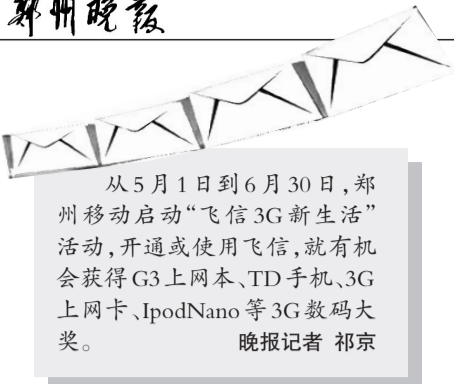 郑州晚报
从5月1日到6月30日,郑
州移动启动“飞信3G新生活”
活动,开通或使用飞信,就有机
会获得G3上网本、TD手机、3G
上网卡、IpodNano等3G数码大
奖。 晚报记者 祁京